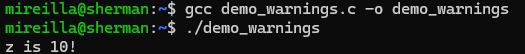 mireilla@sherman:~$ gcc demo_warnings.c -o demo_warnings
mireilla@sherman:~$ ./demo_warnings
z is 10!